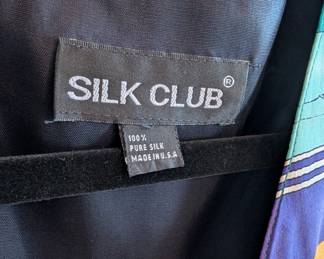 SILK CLUB®
100%
PURE SILK
MADE IN U.S.A